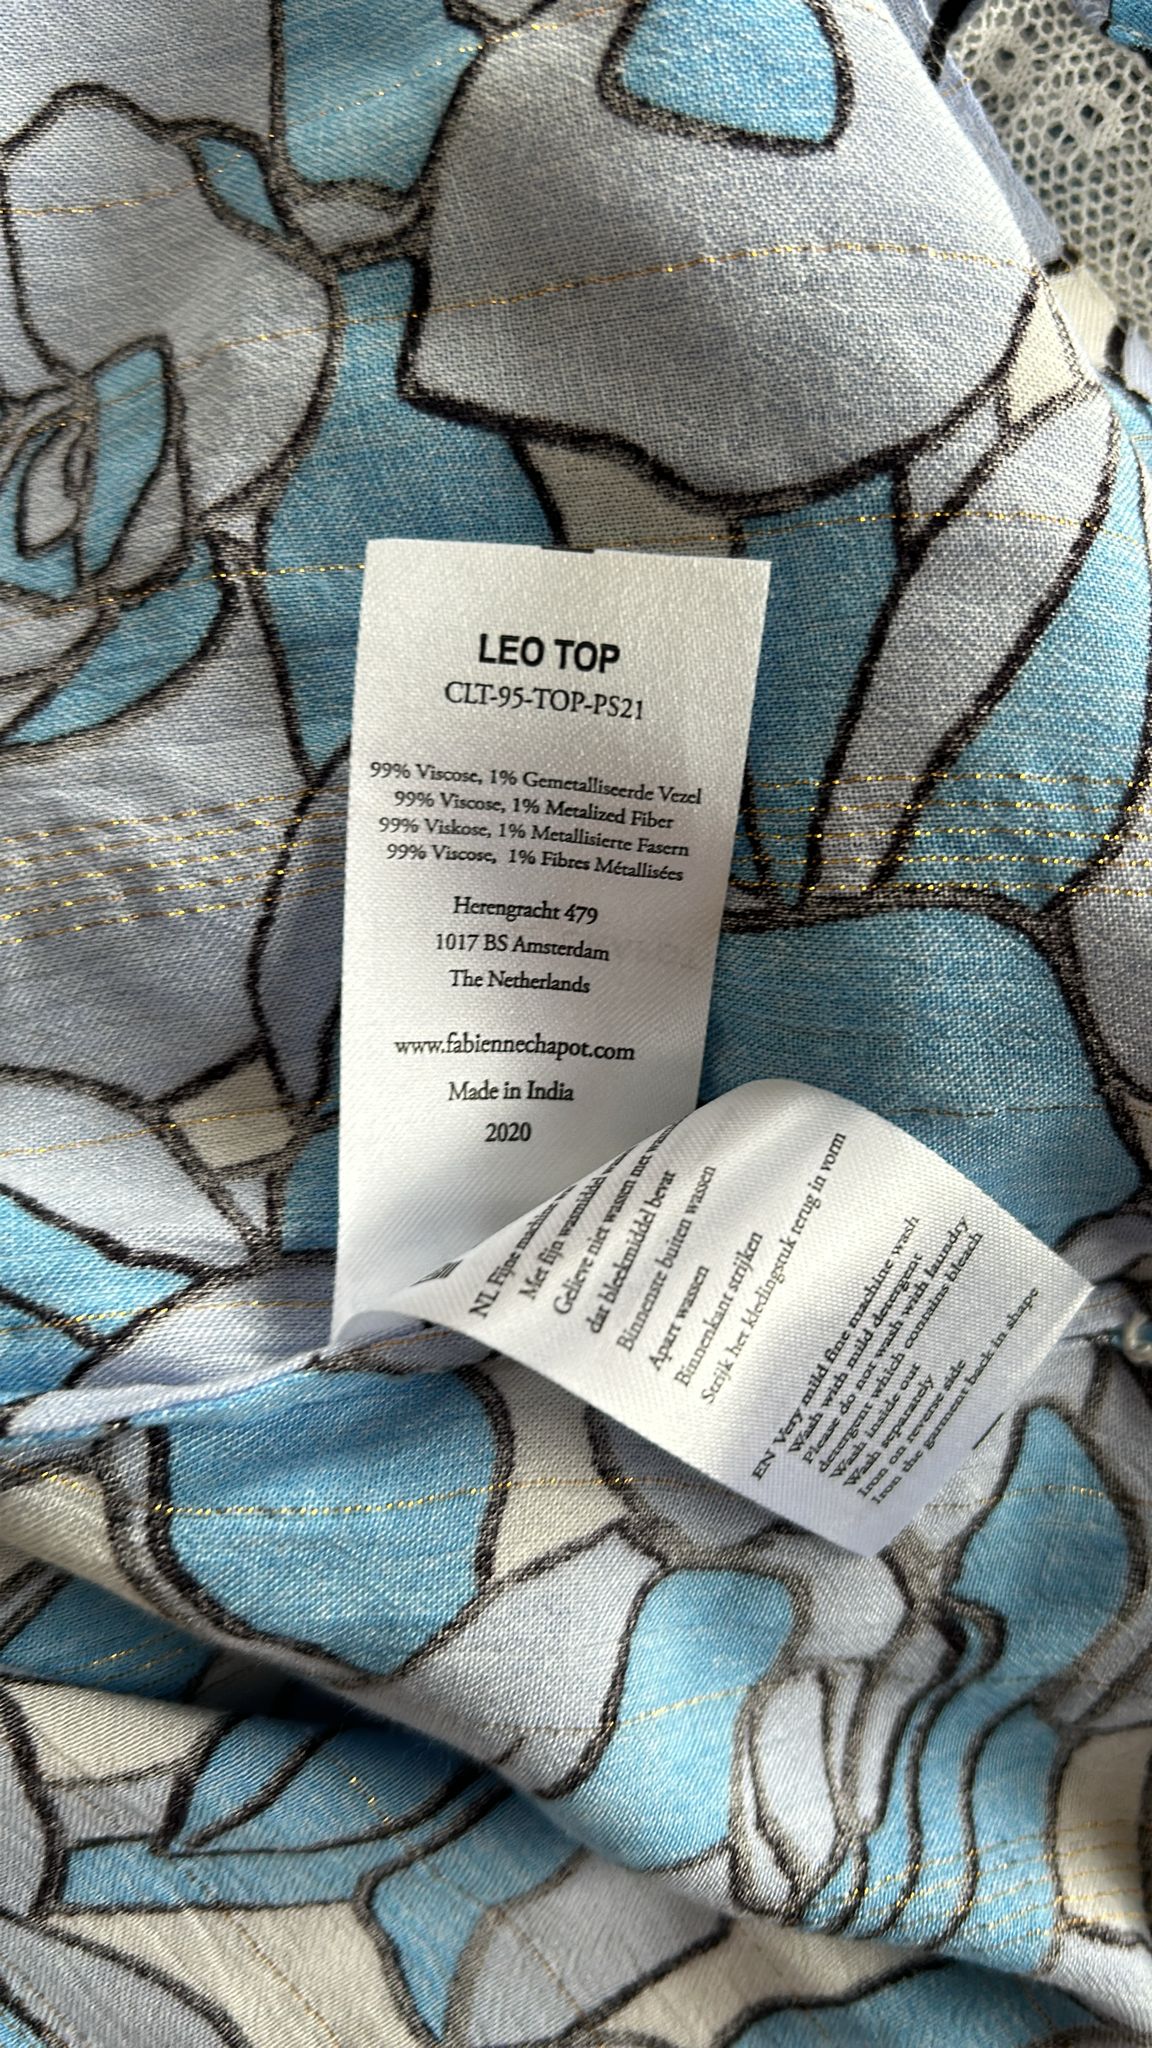 LEO TOP
CLT-95-TOP-PS21
99% Viscose, 1% Gemetalliseerde Vezel
99% Viscose, 1% Metalized Fiber
99% Viskose, 1% Metallisierte Fasern
99% Viscose, 1% Fibres Métallisées
Herengracht 479
1017 BS Amsterdam
The Netherlands
www.fabiennechapot.com
Made in India
2020
NL Fijne machine
Met fijn wasmiddel
Gelieve niet wassen met
dat bleekmiddel bevat
Binnenste buiten wassen
Apart wassen
Binnenkant strijken
Strijk het kledingstuk terug in vorm
EN Very mild fine machine wash
Wash with mild detergent
Please do not wash with laundry
detergent which contains bleach
Wash inside out
Wash separately
Iron on reverse side
Iron the garment back in shape